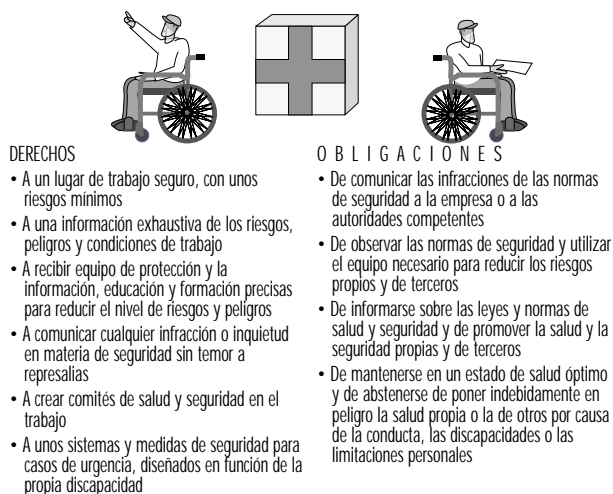 DERECHOS
• A un lugar de trabajo seguro, con unos
riesgos mínimos
• A una información exhaustiva de los riesgos,
peligros y condiciones de trabajo
• A recibir equipo de protección y la
información, educación y formación precisas
para reducir el nivel de riesgos y peligros
• A comunicar cualquier infracción o inquietud
en materia de seguridad sin temor a
represalias
• A crear comités de salud y seguridad en el
trabajo
• A unos sistemas y medidas de seguridad para
casos de urgencia, diseñados en función de la
propia discapacidad
OBLIGACIONES
• De comunicar las infracciones de las normas
de seguridad a la empresa o a las
autoridades competentes
• De observar las normas de seguridad y utilizar
el equipo necesario para reducir los riesgos
propios y de terceros
• De informarse sobre las leyes y normas de
salud y seguridad y de promover la salud y la
seguridad propias y de terceros
• De mantenerse en un estado de salud óptimo
y de abstenerse de poner indebidamente en
peligro la salud propia o la de otros por causa
de la conducta, las discapacidades o las
limitaciones personales